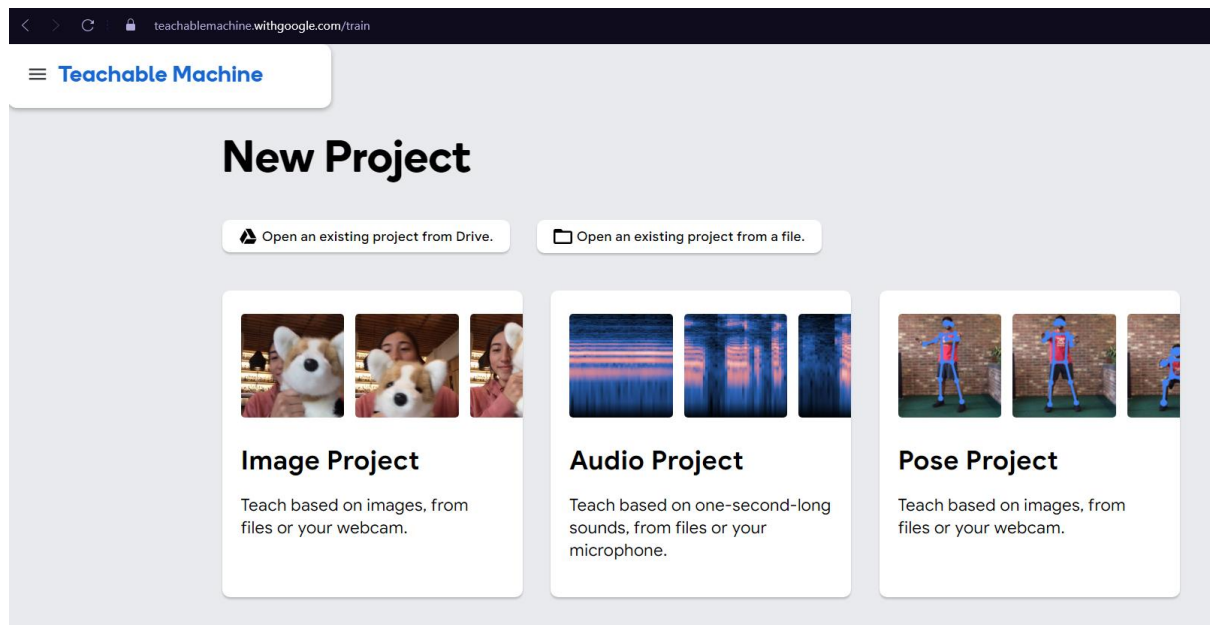 teachablemachine.withgoogle.com/train
Teachable Machine
New Project
Open an existing project from Drive.
Open an existing project from a file.
Image Project
Teach based on images, from
files or your webcam.
Audio Project
Teach based on one-second-long
sounds, from files or your
microphone.
Pose Project
Teach based on images, from
files or your webcam.